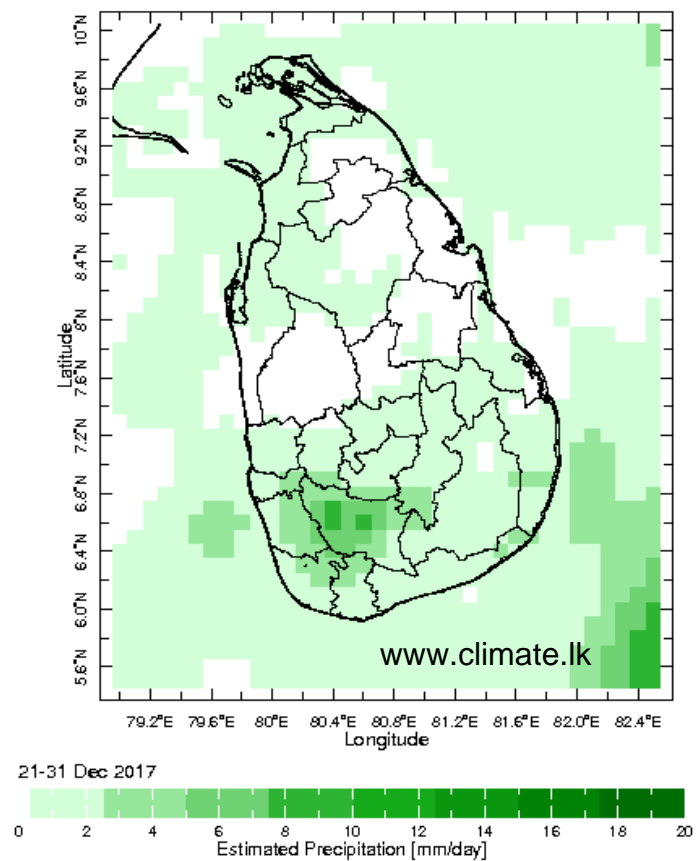 10°N
9.6°N
9.2°N
8.8°N
8.4°N
8°N
7.6°N
7.2°N
6.8°N
6.4°N
6.0°N
5.6°N
Latitude
www.climate.lk
79.2°E 79.6°E 80°E 80.4°E 80.8°E 81.2°E 81.6°E 82.0°E 82.4°E
Longitude
21-31 Dec 2017
0 2 4 6 8 10 12 14 16 18 20
Estimated Precipitation [mm/day]